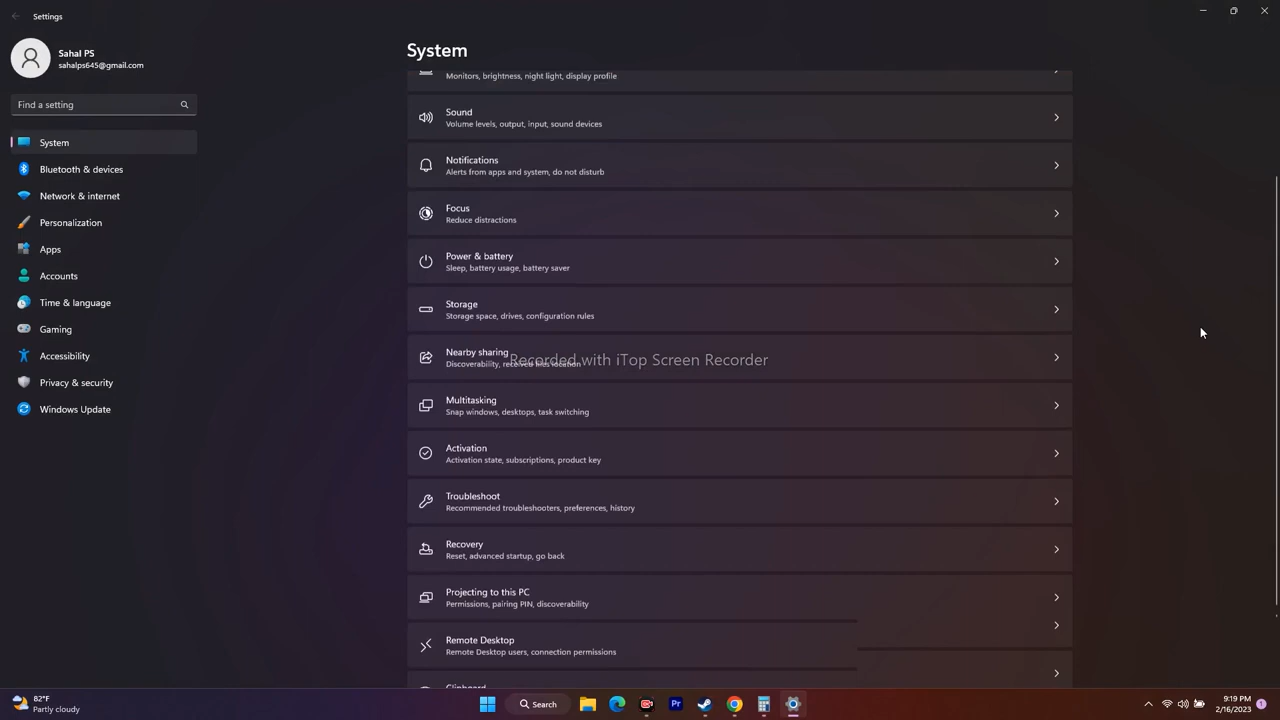 Settings
Sahal PS
sahalps645@gmail.com
Find a setting
System
Bluetooth & devices
Network & internet
Personalization
Apps
Accounts
Time & language
Gaming
Accessibility
Privacy & security
Windows Update
System
Monitors, brightness, night light, display profile
Sound
Volume levels, output, input, sound devices
Notifications
Alerts from apps and system, do not disturb
Focus
Reduce distractions
Power & battery
Sleep, battery usage, battery saver
Storage
Storage space, drives, configuration rules
Nearby sharing
Discoverability, received files location
Recorded with iTop Screen Recorder
Multitasking
Snap windows, desktops, task switching
Activation
Activation state, subscriptions, product key
Troubleshoot
Recommended troubleshooters, preferences, history
Recovery
Reset, advanced startup, go back
Projecting to this PC
Permissions, pairing PIN, discoverability
Remote Desktop
Remote Desktop users, connection permissions
Clipboard
82°F
Partly cloudy
Search
Pr
9:19 PM
2/16/2023
1